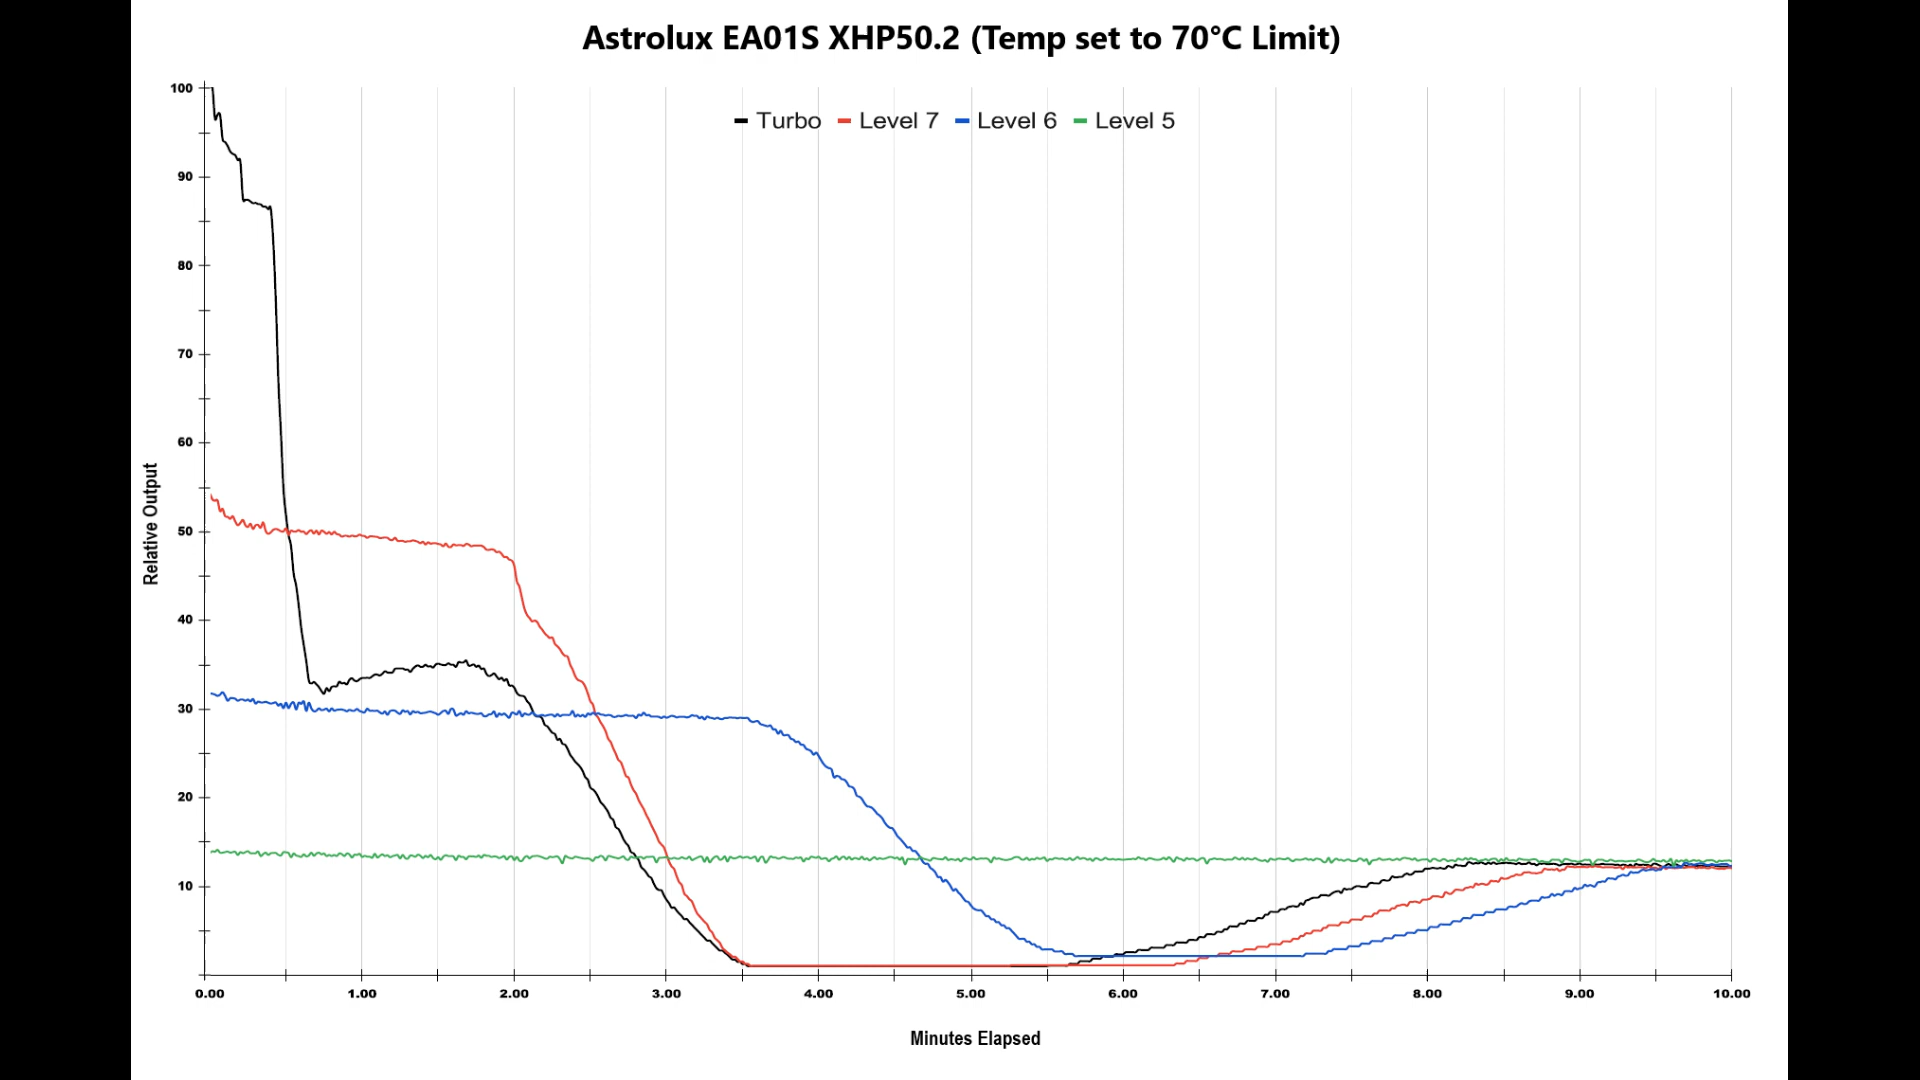 Astrolux EA01S XHP50.2 (Temp set to 70°C Limit)
Turbo Level 7 Level 6 Level 5
100
90
80
70
60
50
40
30
20
10
Relative Output
0.00 1.00 2.00 3.00 4.00 5.00 6.00 7.00 8.00 9.00 10.00
Minutes Elapsed